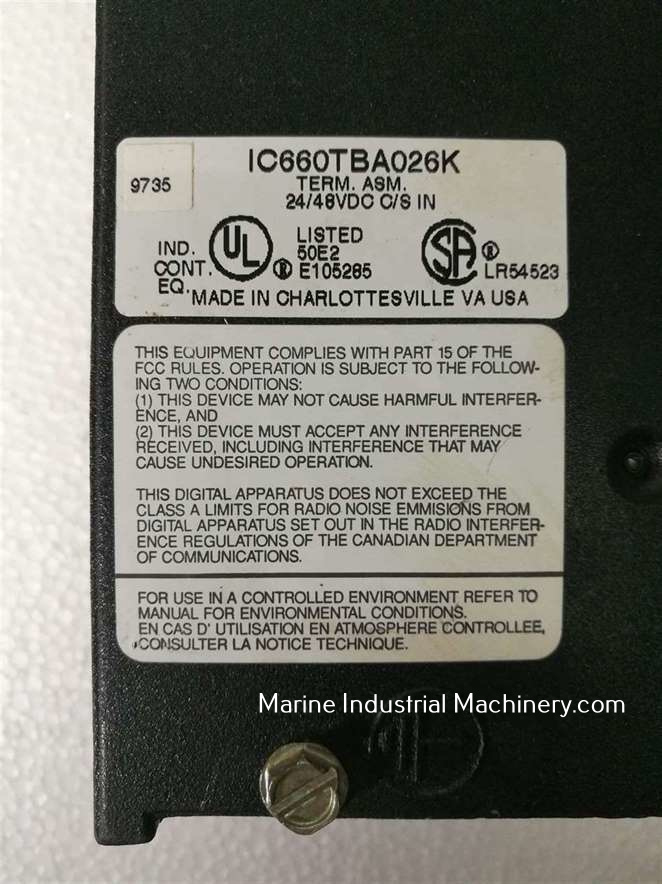 IC660TBA026K
9735
TERM. ASM.
24/48VDC C/S IN
IND.
CONT.
EQ.
UL
®
LISTED
50E2
E105285
SA
®
LR54523
MADE IN CHARLOTTESVILLE VA USA
THIS EQUIPMENT COMPLIES WITH PART 15 OF THE
FCC RULES. OPERATION IS SUBJECT TO THE FOLLOW-
ING TWO CONDITIONS:
(1) THIS DEVICE MAY NOT CAUSE HARMFUL INTERFER-
ENCE, AND
(2) THIS DEVICE MUST ACCEPT ANY INTERFERENCE
RECEIVED, INCLUDING INTERFERENCE THAT MAY
CAUSE UNDESIRED OPERATION.
THIS DIGITAL APPARATUS DOES NOT EXCEED THE
CLASS A LIMITS FOR RADIO NOISE EMMISIONS FROM
DIGITAL APPARATUS SET OUT IN THE RADIO INTERFER-
ENCE REGULATIONS OF THE CANADIAN DEPARTMENT
OF COMMUNICATIONS.
FOR USE IN A CONTROLLED ENVIRONMENT REFER TO
MANUAL FOR ENVIRONMENTAL CONDITIONS.
EN CAS D' UTILISATION EN ATMOSPHERE CONTROLLEE,
CONSULTER LA NOTICE TECHNIQUE.
Marine Industrial Machinery.com